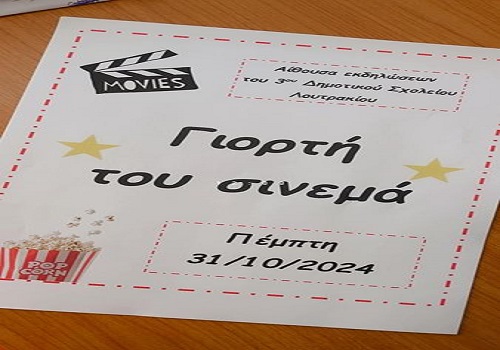 MOVIES
Αίθουσα εκδηλώσεων
του 3ου Δημοτικού Σχολείου
Λουτρακίου
Γιορτή
του σινεμά
Πέμπτη
31/10/2024
POP
CORN